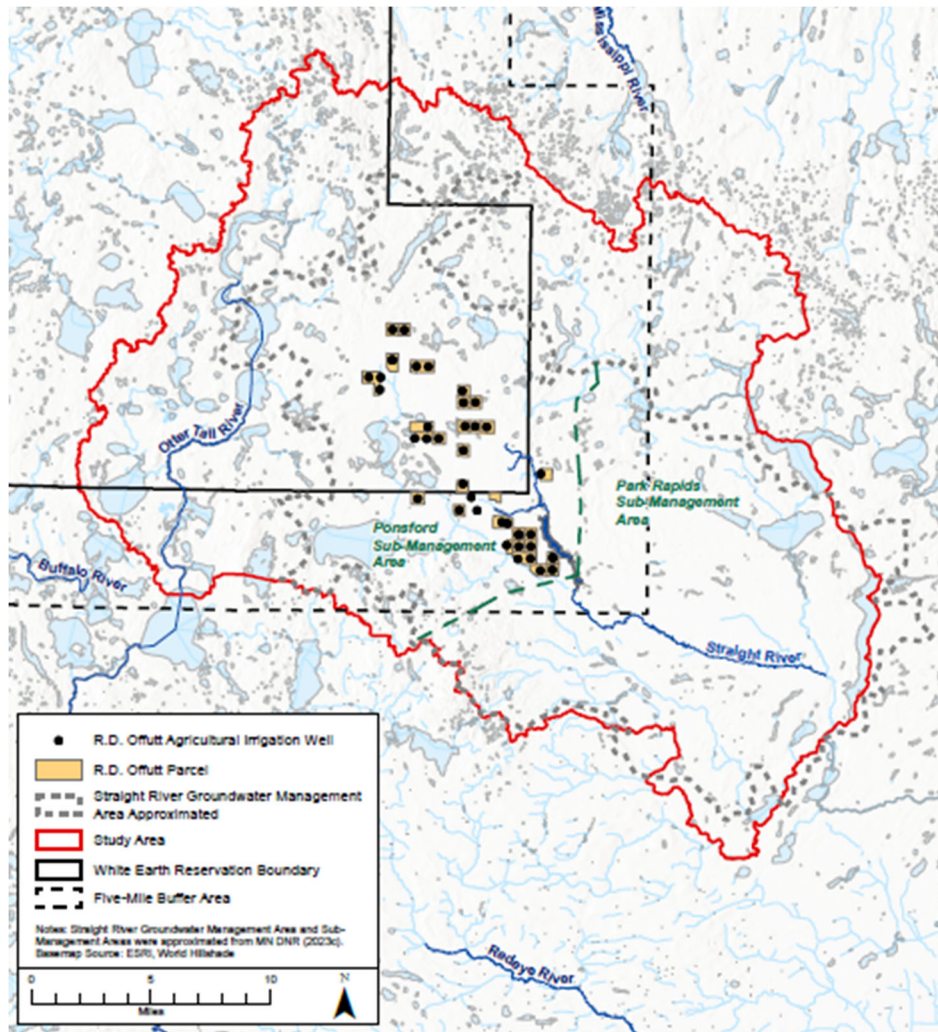 Mississippi River
Otter Tail River
Park Rapids
Sub-Management
Area
Ponsford
Sub-Management
Area
Buffalo River
Straight River
R.D. Offutt Agricultural Irrigation Well
R.D. Offutt Parcel
Straight River Groundwater Management
Area Approximated
Study Area
White Earth Reservation Boundary
Five-Mile Buffer Area
Notes: Straight River Groundwater Management Area and Sub-
Management Areas were approximated from MN DNR (2023c).
Basemap Source: ESRI, World Hillshade
0 5 10
Miles
N
Redeye River